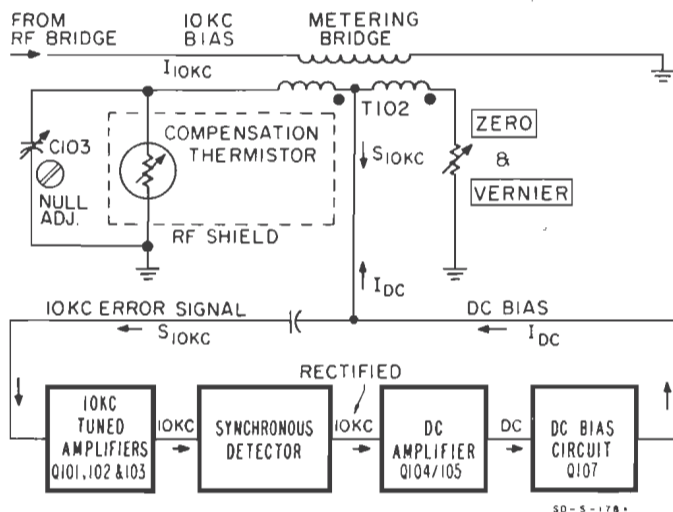 FROM
RF BRIDGE
10KC
BIAS
METERING
BRIDGE
I10KC
T102
C103
NULL
ADJ.
COMPENSATION
THERMISTOR
RF SHIELD
S10KC
ZERO
&
VERNIER
IDC
10KC ERROR SIGNAL
S10KC
DC BIAS
IDC
RECTIFIED
10KC
TUNED
AMPLIFIERS
Q101,102 &103
10KC
SYNCHRONOUS
DETECTOR
10KC
DC
AMPLIFIER
Q104/105
DC
DC BIAS
CIRCUIT
Q107
SD-S-178